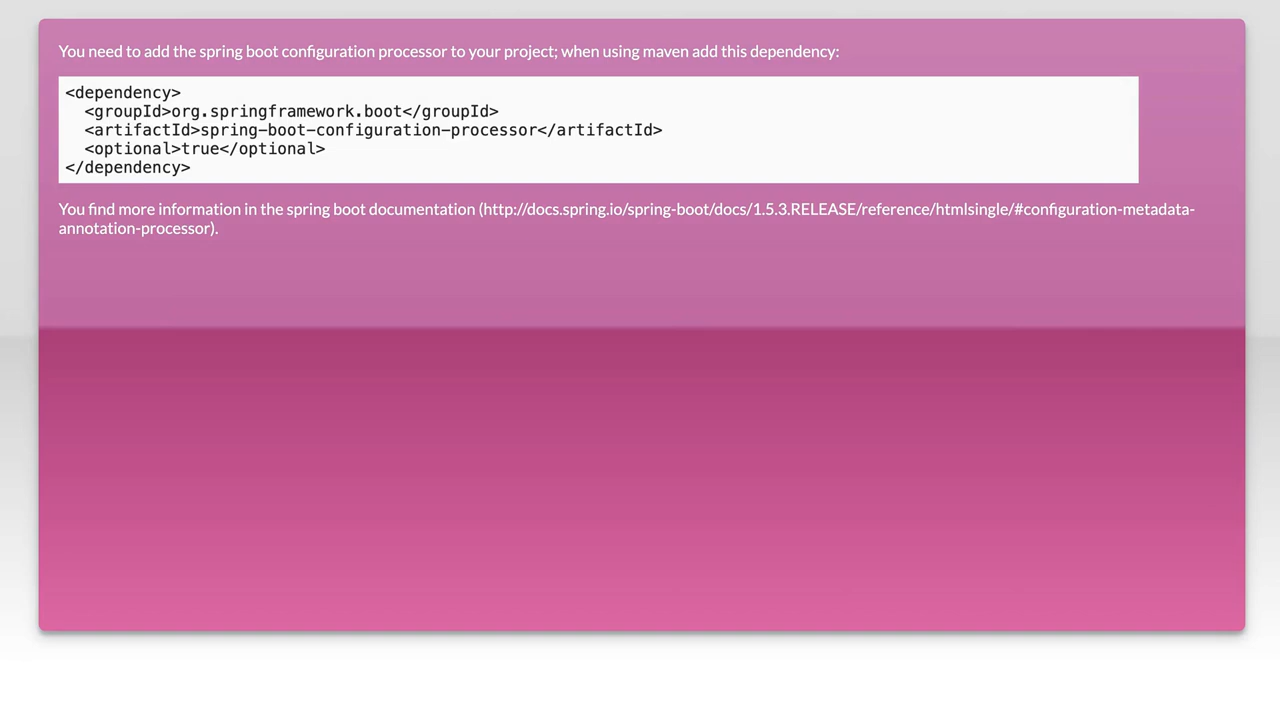 You need to add the spring boot configuration processor to your project; when using maven add this dependency:
<dependency>
  <groupId>org.springframework.boot</groupId>
  <artifactId>spring-boot-configuration-processor</artifactId>
  <optional>true</optional>
</dependency>
You find more information in the spring boot documentation (http://docs.spring.io/spring-boot/docs/1.5.3.RELEASE/reference/htmlsingle/#configuration-metadata-
annotation-processor).